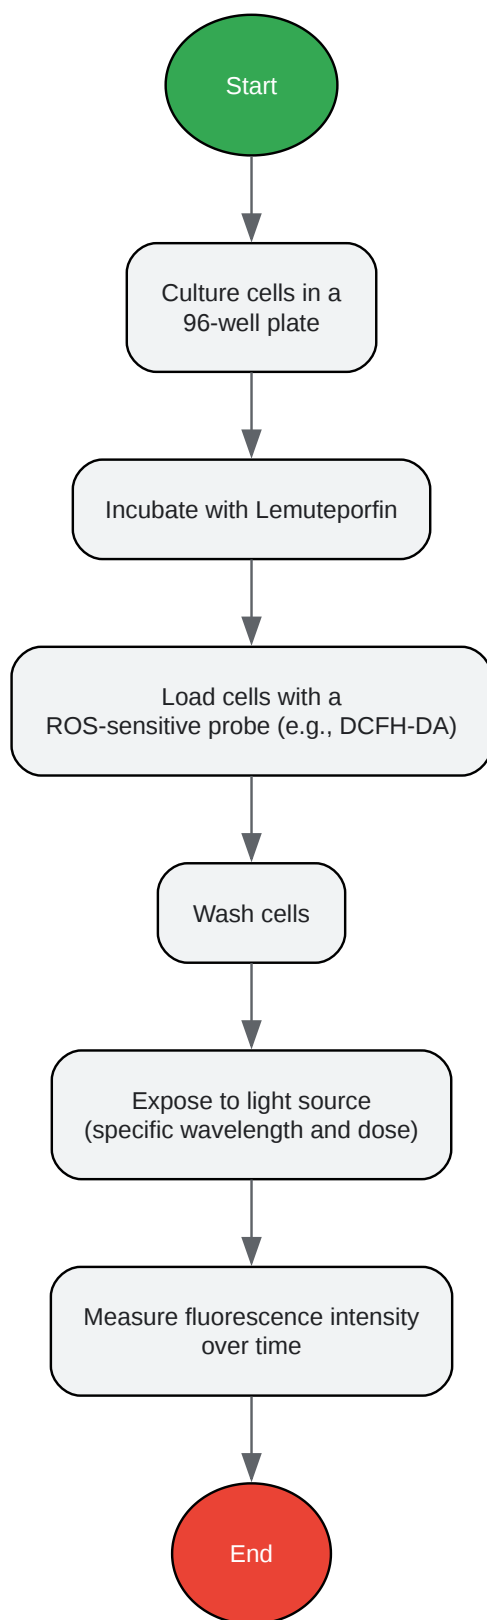 Start
Culture cells in a
96-well plate
Incubate with Lemuteporfin
Load cells with a
ROS-sensitive probe (e.g., DCFH-DA)
Wash cells
Expose to light source
(specific wavelength and dose)
Measure fluorescence intensity
over time
End